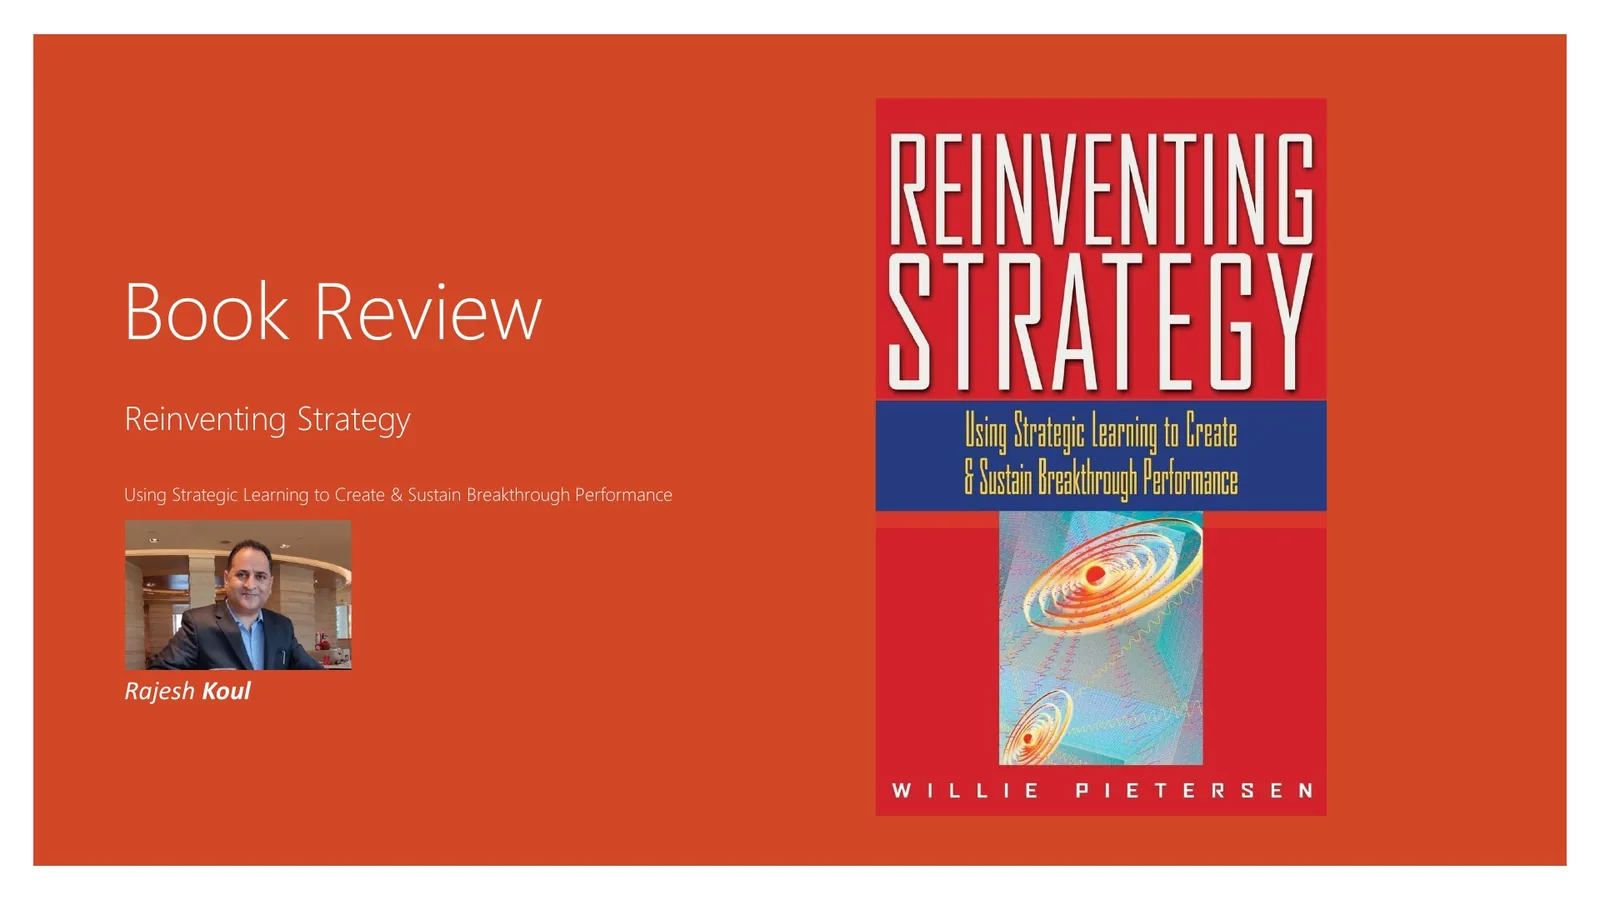 Book Review
Reinventing Strategy
Using Strategic Learning to Create & Sustain Breakthrough Performance
Rajesh Koul
REINVENTING
STRATEGY
Using Strategic Learning to Create
& Sustain Breakthrough Performance
WILLIE PIETERSEN